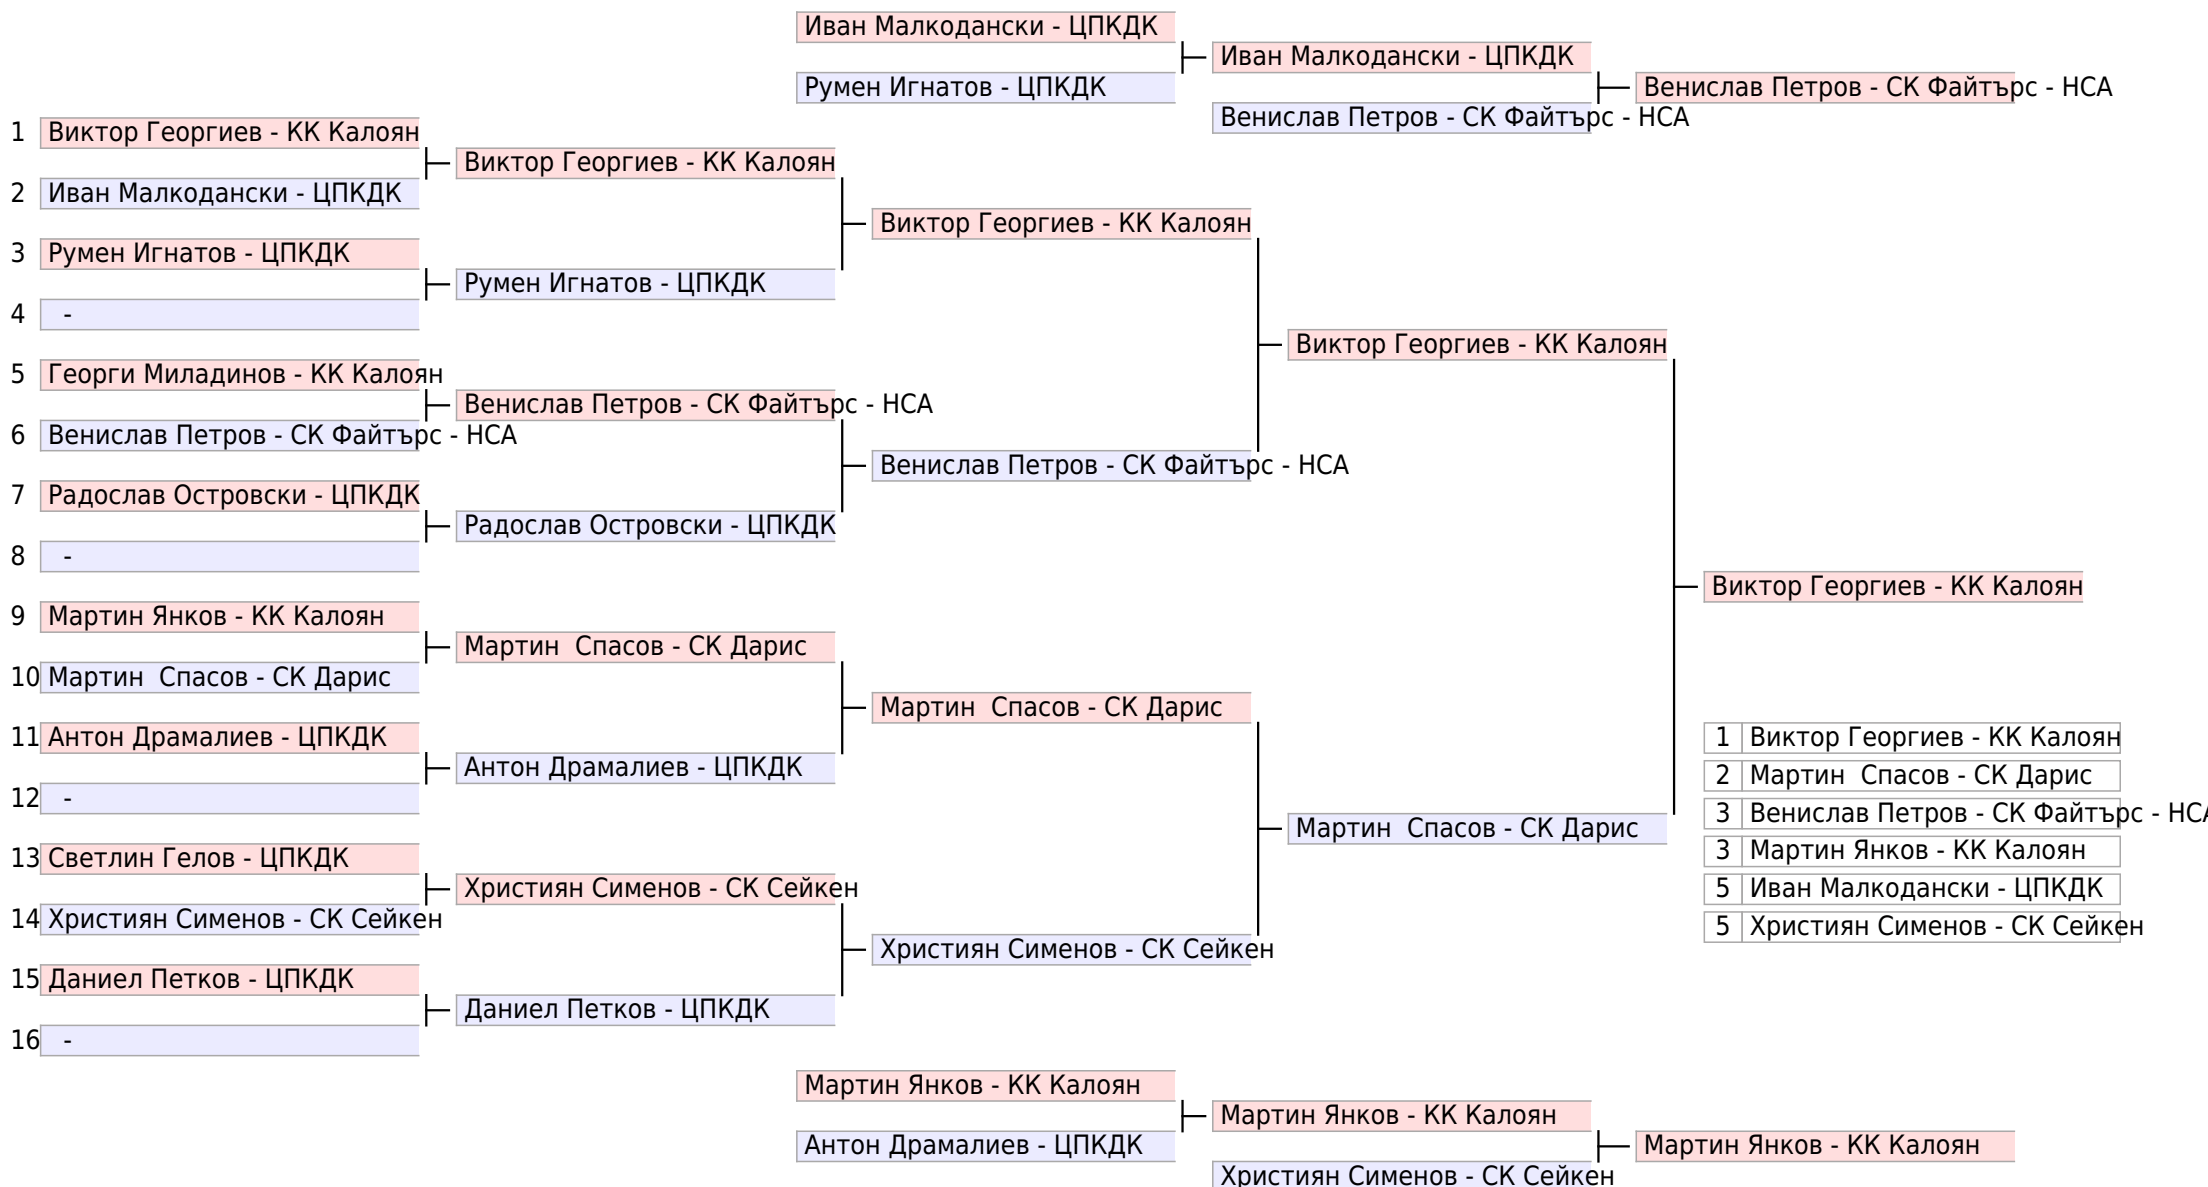 Иван Малкодански - ЦПКДК
Иван Малкодански - ЦПКДК
Румен Игнатов - ЦПКДК
Венислав Петров - СК Файтърс - НСА
Венислав Петров - СК Файтърс - НСА
1 Виктор Георгиев - КК Калоян
Виктор Георгиев - КК Калоян
2 Иван Малкодански - ЦПКДК
Виктор Георгиев - КК Калоян
3 Румен Игнатов - ЦПКДК
Румен Игнатов - ЦПКДК
4 -
Виктор Георгиев - КК Калоян
5 Георги Миладинов - КК Калоян
Венислав Петров - СК Файтърс - НСА
6 Венислав Петров - СК Файтърс - НСА
Венислав Петров - СК Файтърс - НСА
7 Радослав Островски - ЦПКДК
Радослав Островски - ЦПКДК
8 -
Виктор Георгиев - КК Калоян
9 Мартин Янков - КК Калоян
Мартин  Спасов - СК Дарис
10 Мартин  Спасов - СК Дарис
Мартин  Спасов - СК Дарис
11 Антон Драмалиев - ЦПКДК
Антон Драмалиев - ЦПКДК
12 -
Мартин  Спасов - СК Дарис
13 Светлин Гелов - ЦПКДК
Християн Сименов - СК Сейкен
14 Християн Сименов - СК Сейкен
Християн Сименов - СК Сейкен
15 Даниел Петков - ЦПКДК
Даниел Петков - ЦПКДК
16 -
1 Виктор Георгиев - КК Калоян
2 Мартин  Спасов - СК Дарис
3 Венислав Петров - СК Файтърс - НСА
3 Мартин Янков - КК Калоян
5 Иван Малкодански - ЦПКДК
5 Християн Сименов - СК Сейкен
Мартин Янков - КК Калоян
Мартин Янков - КК Калоян
Антон Драмалиев - ЦПКДК
Мартин Янков - КК Калоян
Християн Сименов - СК Сейкен